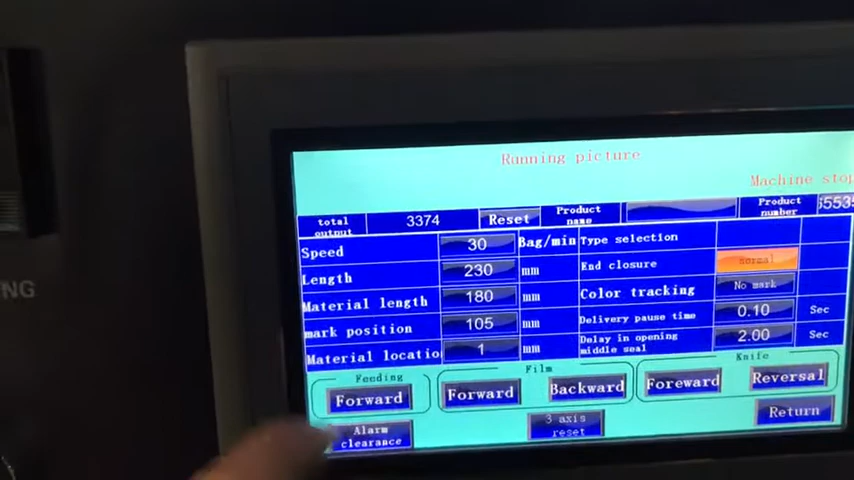 Running picture
Machine stop
total output 3374 Reset Product name Product number
Speed 30 Bag/min Type selection
Length 230 mm End closure normal
Material length 180 mm Color tracking No mark
mark position 105 mm Delivery pause time 0.10 Sec
Material locatio 1 mm Delay in opening middle seal 2.00 Sec
Feeding Film Knife
Forward Forward Backward Foreward Reversal
Alarm clearance 3 axis reset Return